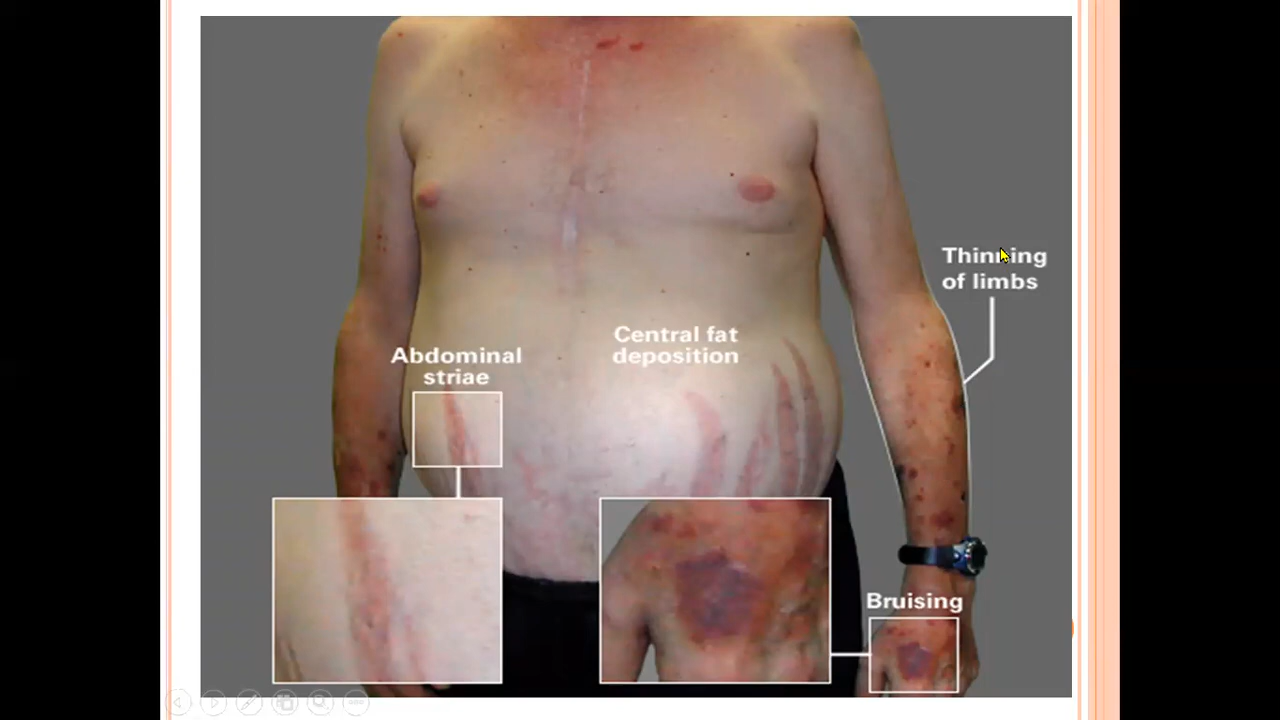 Thinning
of limbs
Central fat
deposition
Abdominal
striae
Bruising